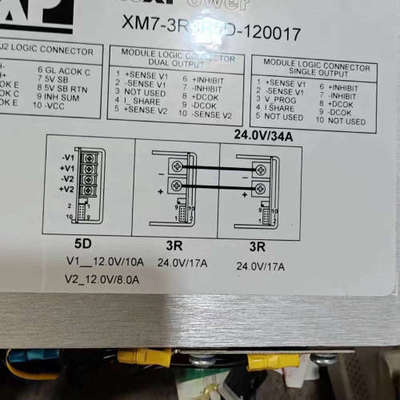 XM7-3R
D-120017
J2 LOGIC CONNECTOR
6 GL ACOK C
7 5V SB
8 5V SB RTN
9 INH SUM
10 -VCC
MODULE LOGIC CONNECTOR
DUAL OUTPUT
1 +SENSE V1
2 -SENSE V1
3 NOT USED
4 I_SHARE
5 +SENSE V2
6 +INHIBIT
7 -INHIBIT
8 +DCOK
9 -DCOK
10 -SENSE V2
MODULE LOGIC CONNECTOR
SINGLE OUTPUT
1 +SENSE V1
2 -SENSE V1
3 V_PROG
4 I_SHARE
5 NOT USED
6 +INHIBIT
7 -INHIBIT
8 +DCOK
9 -DCOK
10 NOT USED
24.0V/34A
-V1
+V1
-V2
+V2
5D
3R
3R
V1__12.0V/10A
24.0V/17A
24.0V/17A
V2_12.0V/8.0A